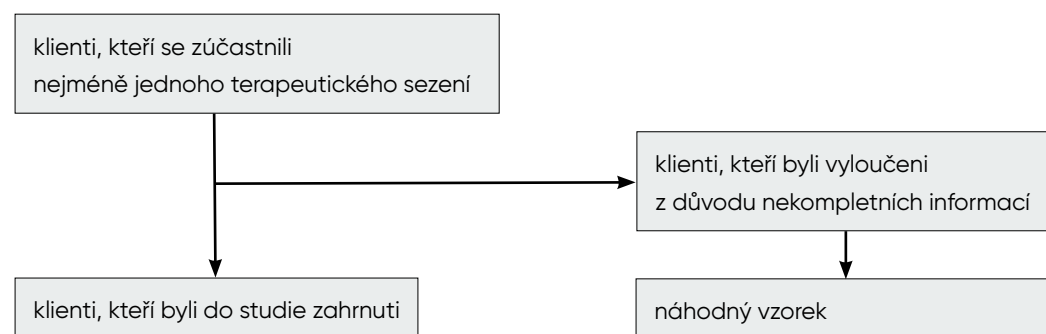 klienti, kteří se zúčastnili
nejméně jednoho terapeutického sezení
klienti, kteří byli vyloučeni
z důvodu nekompletních informací
klienti, kteří byli do studie zahrnuti
náhodný vzorek